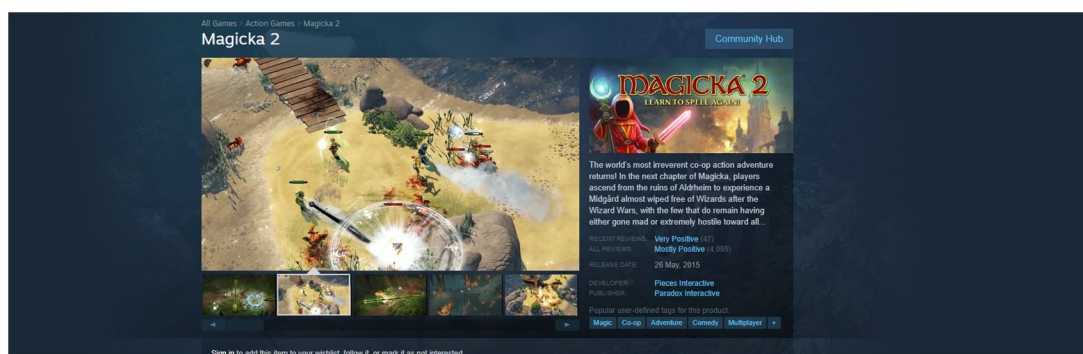 All Games > Action Games > Magicka 2
Magicka 2
Community Hub
MAGICKA 2
LEARN TO SPELL AGAIN!
The world's most irreverent co-op action adventure
returns! In the next chapter of Magicka, players
ascend from the ruins of Aldrheim to experience a
Midgård almost wiped free of Wizards after the
Wizard Wars, with the few that do remain having
either gone mad or extremely hostile toward all...
RECENT REVIEWS: Very Positive (47)
ALL REVIEWS: Mostly Positive (4,995)
RELEASE DATE: 26 May, 2015
DEVELOPER: Pieces Interactive
PUBLISHER: Paradox Interactive
Popular user-defined tags for this product:
Magic Co-op Adventure Comedy Multiplayer +
Sign in to add this item to your wishlist, follow it, or mark it as not interested